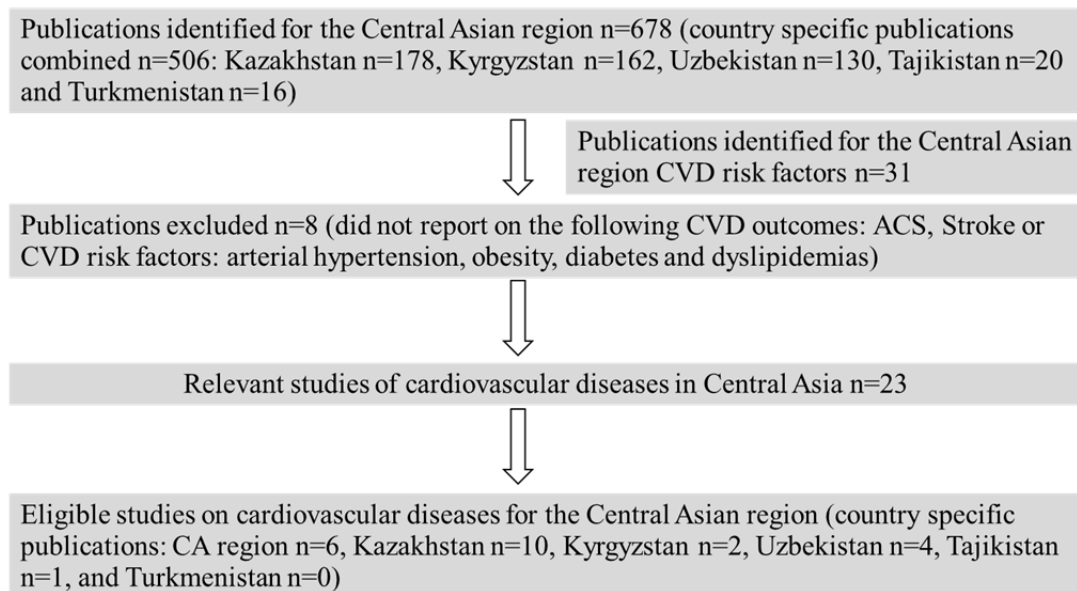 Publications identified for the Central Asian region n=678 (country specific publications
combined n=506: Kazakhstan n=178, Kyrgyzstan n=162, Uzbekistan n=130, Tajikistan n=20
and Turkmenistan n=16)
Publications identified for the Central Asian
region CVD risk factors n=31
Publications excluded n=8 (did not report on the following CVD outcomes: ACS, Stroke or
CVD risk factors: arterial hypertension, obesity, diabetes and dyslipidemias)
Relevant studies of cardiovascular diseases in Central Asia n=23
Eligible studies on cardiovascular diseases for the Central Asian region (country specific
publications: CA region n=6, Kazakhstan n=10, Kyrgyzstan n=2, Uzbekistan n=4, Tajikistan
n=1, and Turkmenistan n=0)